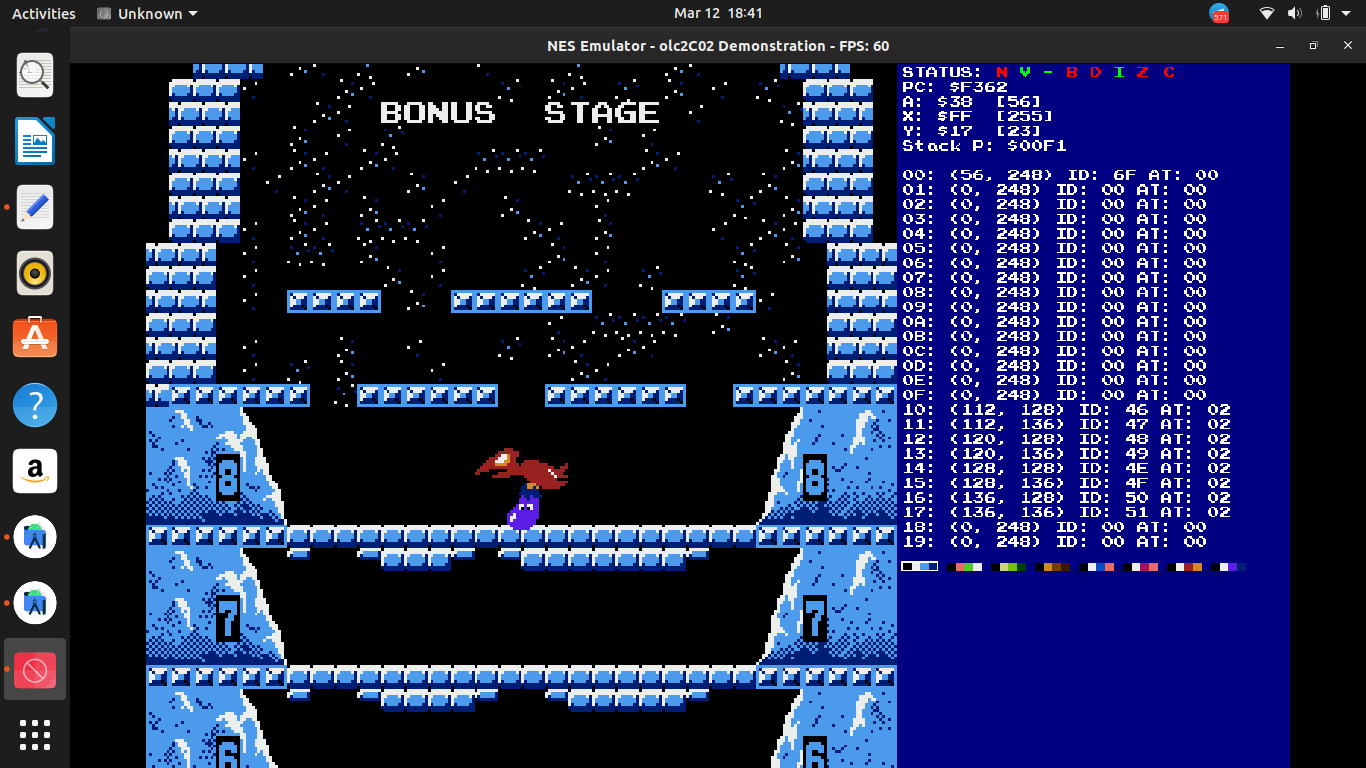 Activities Unknown Mar 12 18:41 571
NES Emulator - olc2C02 Demonstration - FPS: 60
BONUS STAGE
8 8
7 7
6 6
STATUS: N V - B D I Z C
PC: $F362
A: $38 [56]
X: $FF [255]
Y: $17 [23]
Stack P: $00F1
00: (56, 248) ID: 6F AT: 00
01: (0, 248) ID: 00 AT: 00
02: (0, 248) ID: 00 AT: 00
03: (0, 248) ID: 00 AT: 00
04: (0, 248) ID: 00 AT: 00
05: (0, 248) ID: 00 AT: 00
06: (0, 248) ID: 00 AT: 00
07: (0, 248) ID: 00 AT: 00
08: (0, 248) ID: 00 AT: 00
09: (0, 248) ID: 00 AT: 00
0A: (0, 248) ID: 00 AT: 00
0B: (0, 248) ID: 00 AT: 00
0C: (0, 248) ID: 00 AT: 00
0D: (0, 248) ID: 00 AT: 00
0E: (0, 248) ID: 00 AT: 00
0F: (0, 248) ID: 00 AT: 00
10: (112, 128) ID: 46 AT: 02
11: (112, 136) ID: 47 AT: 02
12: (120, 128) ID: 48 AT: 02
13: (120, 136) ID: 49 AT: 02
14: (128, 128) ID: 4E AT: 02
15: (128, 136) ID: 4F AT: 02
16: (136, 128) ID: 50 AT: 02
17: (136, 136) ID: 51 AT: 02
18: (0, 248) ID: 00 AT: 00
19: (0, 248) ID: 00 AT: 00